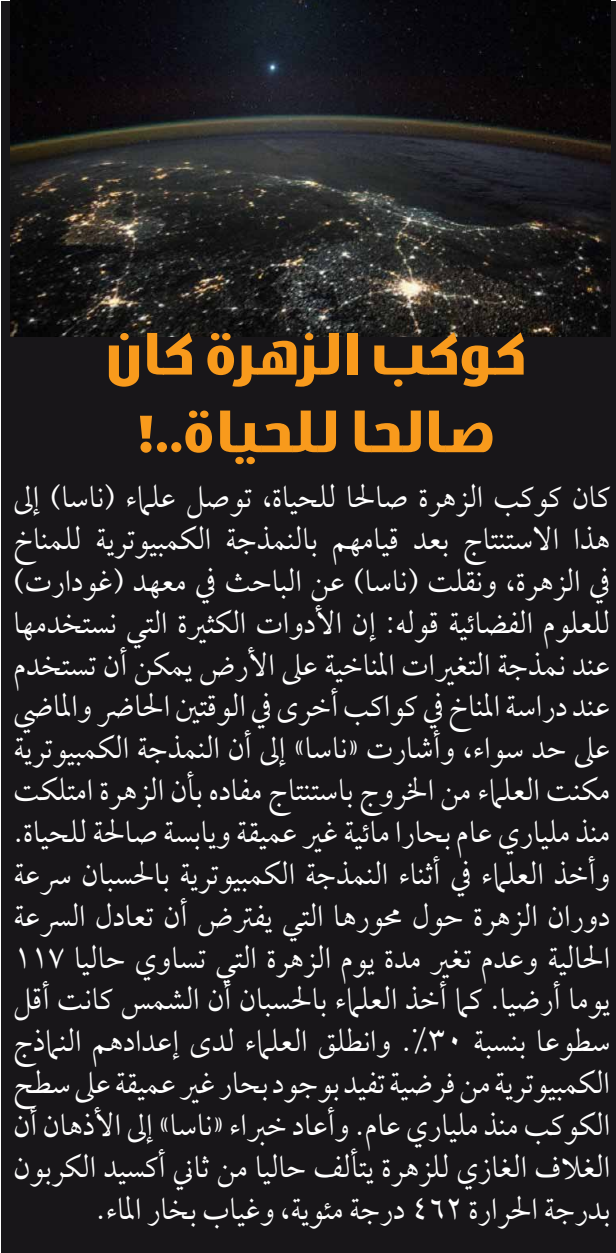 كوكب الزهرة كان
صالحا للحياة..!
كان كوكب الزهرة صالحا للحياة، توصل علماء (ناسا) إلى
هذا الاستنتاج بعد قيامهم بالنمذجة الكمبيوترية للمناخ
في الزهرة، ونقلت (ناسا) عن الباحث في معهد (غودارت)
للعلوم الفضائية قوله: إن الأدوات الكثيرة التي نستخدمها
عند نمذجة التغيرات المناخية على الأرض يمكن أن تستخدم
عند دراسة المناخ في كواكب أخرى في الوقتين الحاضر والماضي
على حد سواء، وأشارت «ناسا» إلى أن النمذجة الكمبيوترية
مكنت العلماء من الخروج باستنتاج مفاده بأن الزهرة امتلكت
منذ ملياري عام بحارا مائية غير عميقة ويابسة صالحة للحياة.
وأخذ العلماء في أثناء النمذجة الكمبيوترية بالحسبان سرعة
دوران الزهرة حول محورها التي يفترض أن تعادل السرعة
الحالية وعدم تغير مدة يوم الزهرة التي تساوي حاليا ١١٧
يوما أرضيا. كما أخذ العلماء بالحسبان أن الشمس كانت أقل
سطوعا بنسبة ٣٠٪. وانطلق العلماء لدى إعدادهم النماذج
الكمبيوترية من فرضية تفيد بوجود بحار غير عميقة على سطح
الكوكب منذ ملياري عام. وأعاد خبراء «ناسا» إلى الأذهان أن
الغلاف الغازي للزهرة يتألف حاليا من ثاني أكسيد الكربون
بدرجة الحرارة ٤٦٢ درجة مئوية، وغياب بخار الماء.